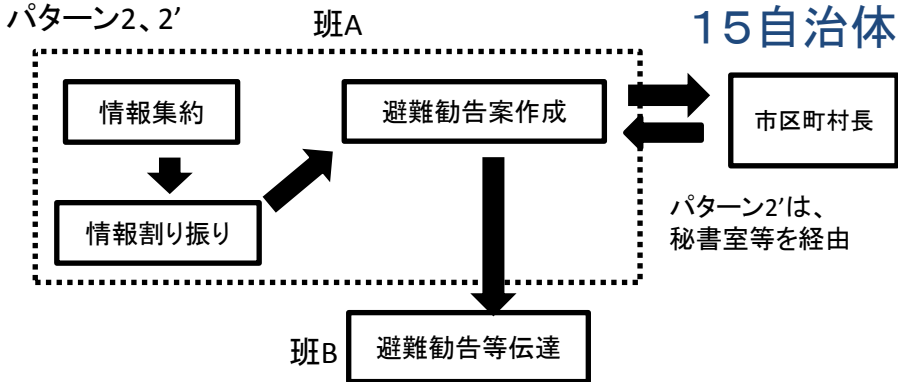 パターン2、2’
班A
15自治体
情報集約
避難勧告案作成
市区町村長
情報割り振り
パターン2’は、
秘書室等を経由
班B
避難勧告等伝達